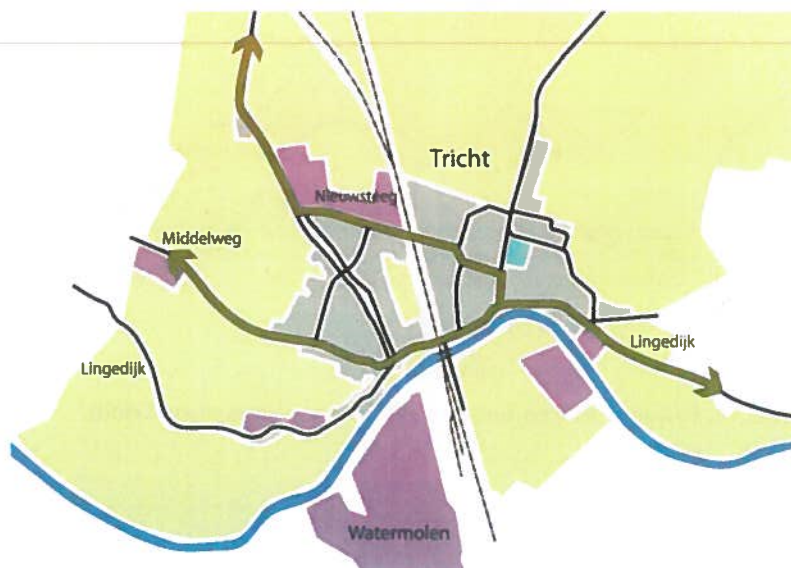 Tricht
Nieuwsteeg
Middelweg
Lingedijk
Lingedijk
Watermolen